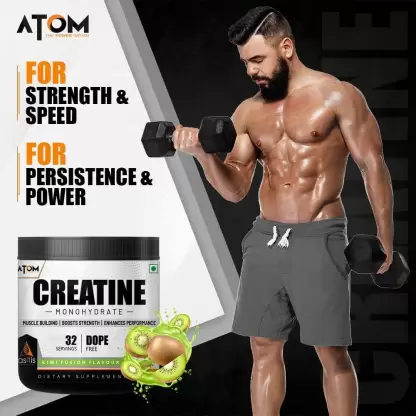 ATOM
FOR
STRENGTH &
SPEED
FOR
PERSISTENCE &
POWER
ATOM
CREATINE
MONOHYDRATE
MUSCLE BUILDING | BOOSTS STRENGTH | ENHANCES PERFORMANCE
32
SERVINGS
DOPE
FREE
KIWI FUSION FLAVOUR
DIETARY SUPPLEMENT
CREATINE